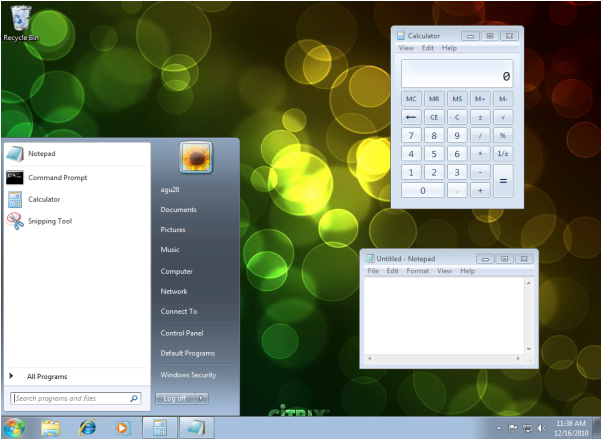 Recycle Bin
Calculator
View Edit Help
0
MC MR MS M+ M-
← CE C ± √
7 8 9 / %
4 5 6 * 1/x
1 2 3 - =
0 . +
Notepad
Command Prompt
Calculator
Snipping Tool
All Programs
Search programs and files
agu20
Documents
Pictures
Music
Computer
Network
Connect To
Control Panel
Default Programs
Windows Security
Log off
Untitled - Notepad
File Edit Format View Help
CITRIX
11:38 AM
12/16/2010